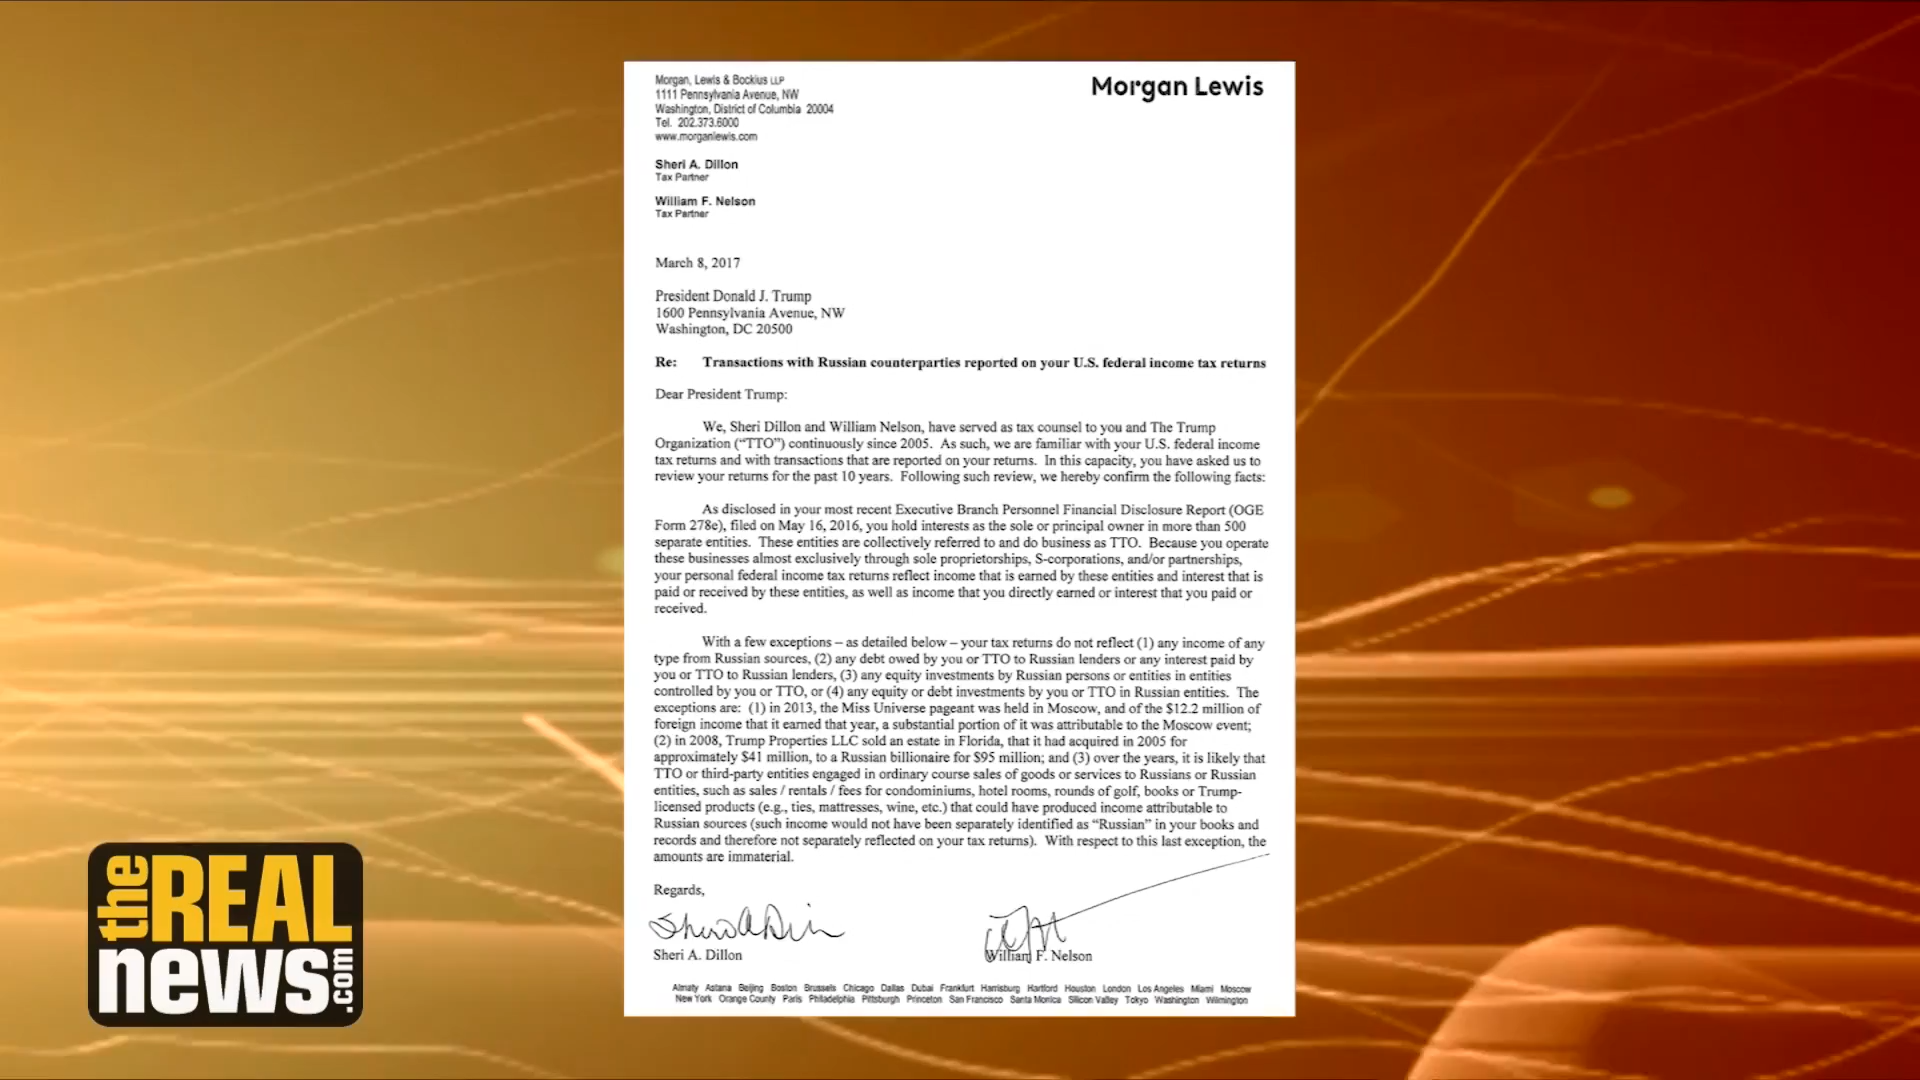 Morgan, Lewis & Bockius LLP
1111 Pennsylvania Avenue, NW
Washington, District of Columbia 20004
Tel. 202.373.6000
www.morganlewis.com
Morgan Lewis
Sheri A. Dillon
Tax Partner
William F. Nelson
Tax Partner
March 8, 2017
President Donald J. Trump
1600 Pennsylvania Avenue, NW
Washington, DC 20500
Re: Transactions with Russian counterparties reported on your U.S. federal income tax returns
Dear President Trump:
We, Sheri Dillon and William Nelson, have served as tax counsel to you and The Trump
Organization (“TTO”) continuously since 2005. As such, we are familiar with your U.S. federal income
tax returns and with transactions that are reported on your returns. In this capacity, you have asked us to
review your returns for the past 10 years. Following such review, we hereby confirm the following facts:
As disclosed in your most recent Executive Branch Personnel Financial Disclosure Report (OGE
Form 278e), filed on May 16, 2016, you hold interests as the sole or principal owner in more than 500
separate entities. These entities are collectively referred to and do business as TTO. Because you operate
these businesses almost exclusively through sole proprietorships, S-corporations, and/or partnerships,
your personal federal income tax returns reflect income that is earned by these entities and interest that is
paid or received by these entities, as well as income that you directly earned or interest that you paid or
received.
With a few exceptions – as detailed below – your tax returns do not reflect (1) any income of any
type from Russian sources, (2) any debt owed by you or TTO to Russian lenders or any interest paid by
you or TTO to Russian lenders, (3) any equity investments by Russian persons or entities in entities
controlled by you or TTO, or (4) any equity or debt investments by you or TTO in Russian entities. The
exceptions are: (1) in 2013, the Miss Universe pageant was held in Moscow, and of the $12.2 million of
foreign income that it earned that year, a substantial portion of it was attributable to the Moscow event;
(2) in 2008, Trump Properties LLC sold an estate in Florida, that it had acquired in 2005 for
approximately $41 million, to a Russian billionaire for $95 million; and (3) over the years, it is likely that
TTO or third-party entities engaged in ordinary course sales of goods or services to Russians or Russian
entities, such as sales / rentals / fees for condominiums, hotel rooms, rounds of golf, books or Trump-
licensed products (e.g., ties, mattresses, wine, etc.) that could have produced income attributable to
Russian sources (such income would not have been separately identified as “Russian” in your books and
records and therefore not separately reflected on your tax returns). With respect to this last exception, the
amounts are immaterial.
Regards,
Sheri A Dillon
Sheri A. Dillon
William F. Nelson
Almaty Astana Beijing Boston Brussels Chicago Dallas Dubai Frankfurt Harrisburg Hartford Houston London Los Angeles Miami Moscow
New York Orange County Paris Philadelphia Pittsburgh Princeton San Francisco Santa Monica Silicon Valley Tokyo Washington Wilmington
the REAL
news.com